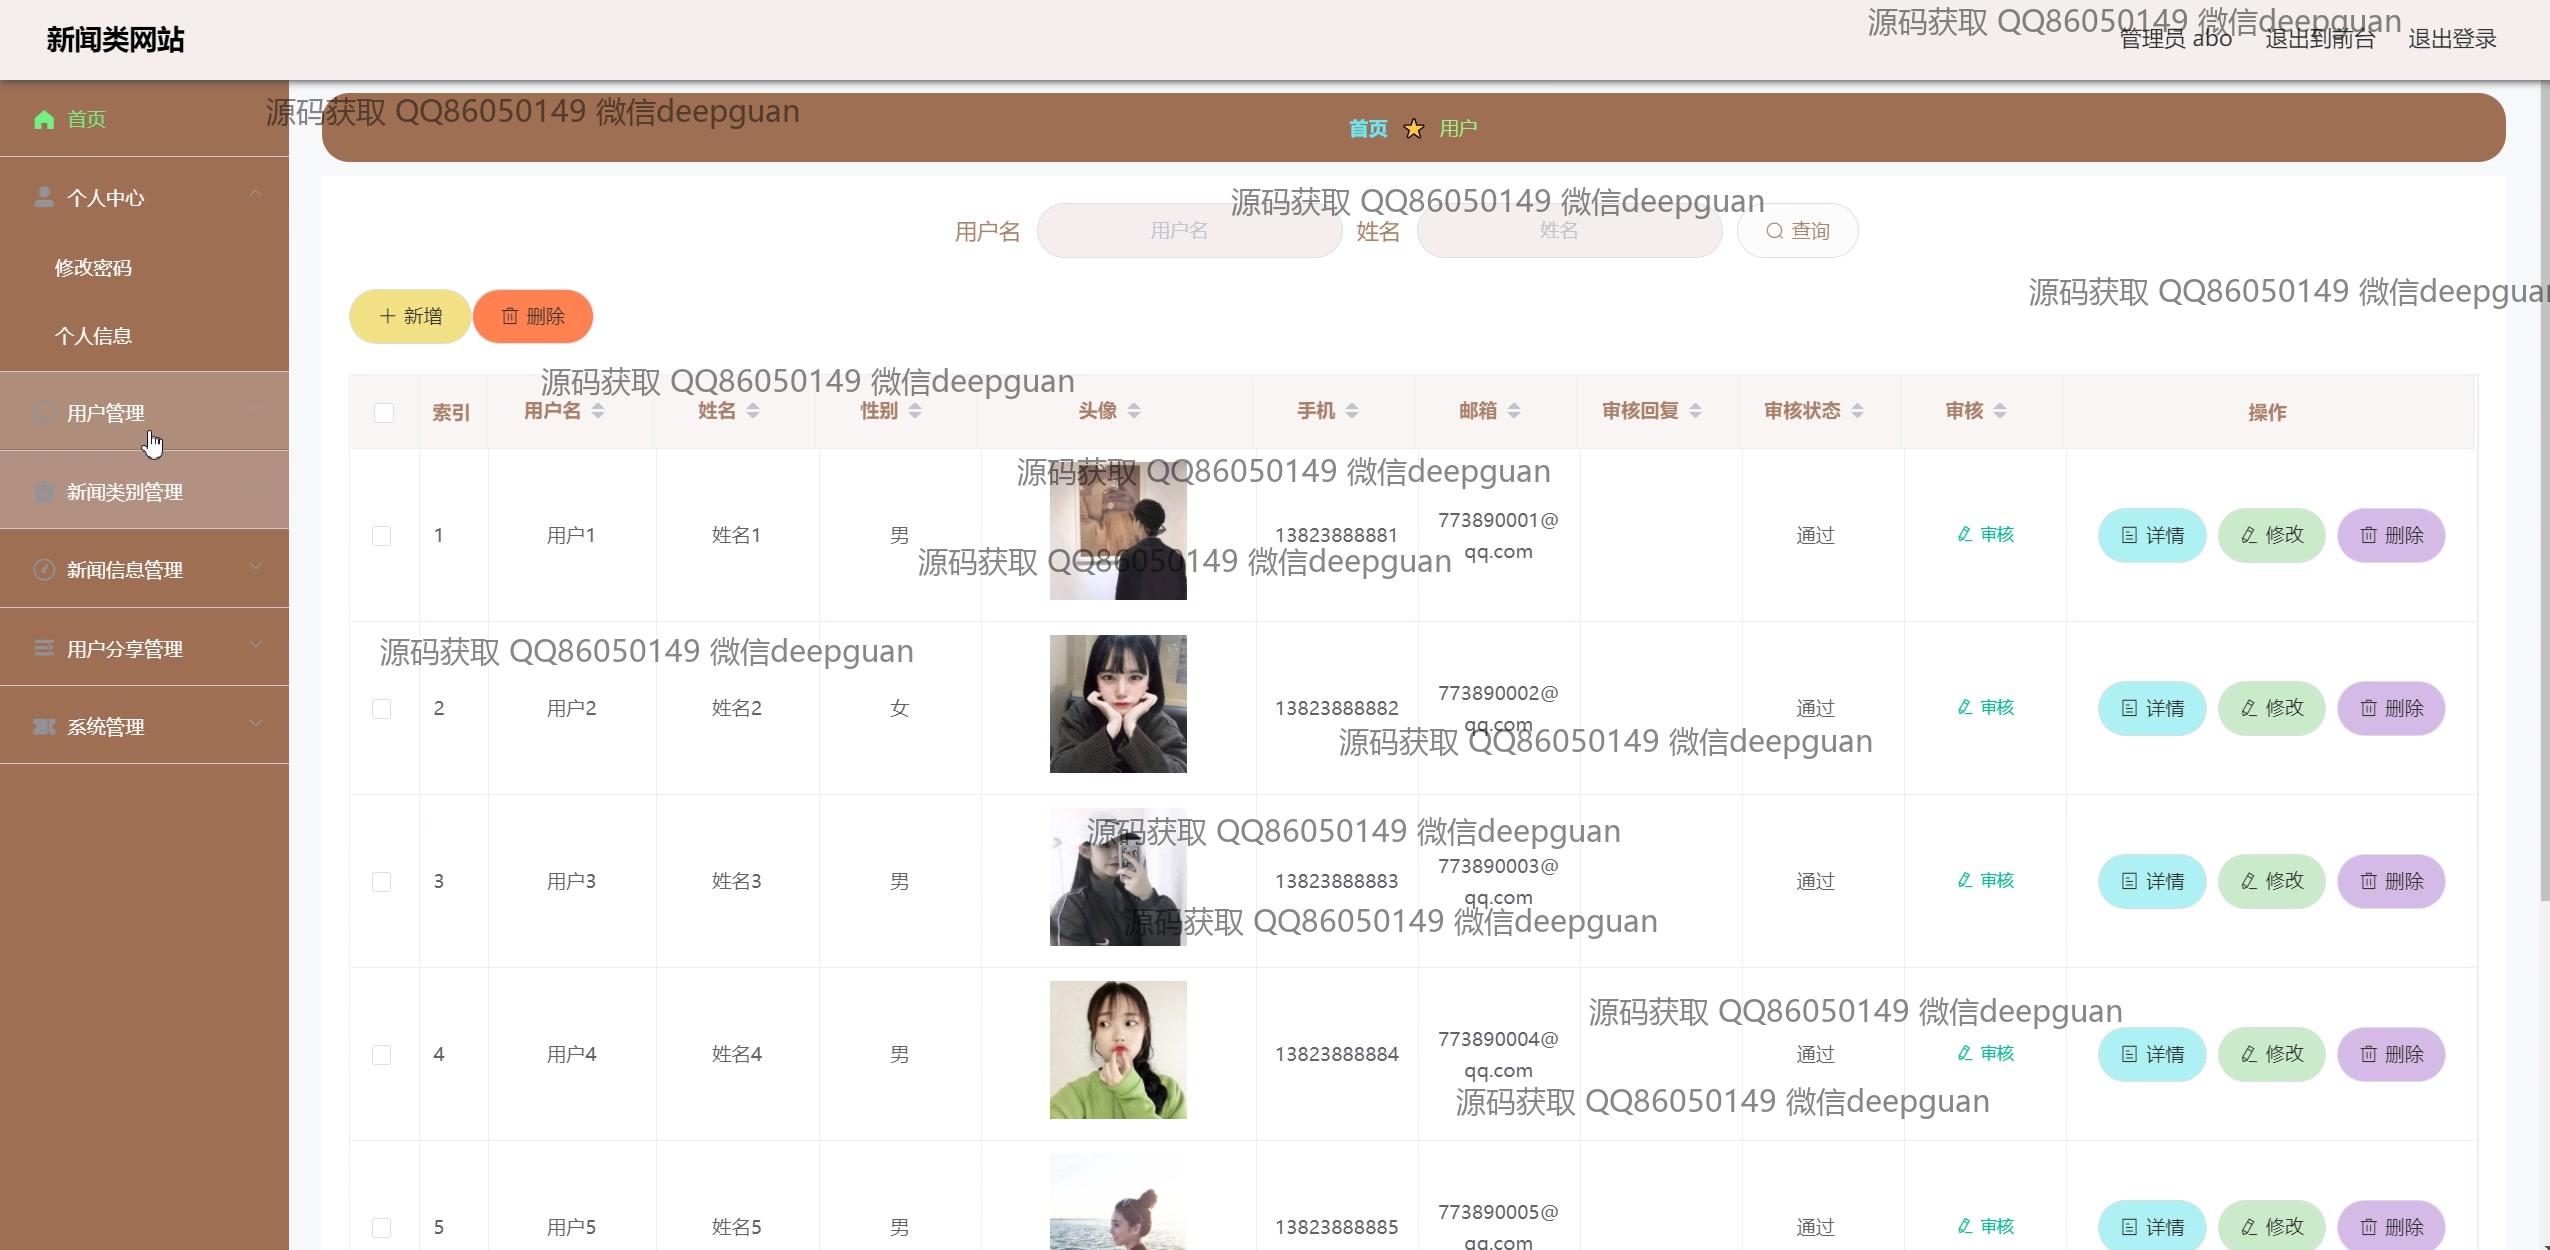 新闻类网站
源码获取 QQ86050149 微信deepguan
管理员 abo 退出到前台 退出登录
首页
源码获取 QQ86050149 微信deepguan
首页 用户
个人中心
源码获取 QQ86050149 微信deepguan
用户名 用户名 姓名 姓名 查询
修改密码
源码获取 QQ86050149 微信deepguan
新增 删除
个人信息
源码获取 QQ86050149 微信deepguan
用户管理
索引 用户名 姓名 性别 头像 手机 邮箱 审核回复 审核状态 审核 操作
源码获取 QQ86050149 微信deepguan
新闻类别管理
1 用户1 姓名1 男 13823888881 773890001@
qq.com 通过 审核 详情 修改 删除
源码获取 QQ86050149 微信deepguan
新闻信息管理
用户分享管理
源码获取 QQ86050149 微信deepguan
2 用户2 姓名2 女 13823888882 773890002@
qq.com 通过 审核 详情 修改 删除
系统管理
源码获取 QQ86050149 微信deepguan
源码获取 QQ86050149 微信deepguan
3 用户3 姓名3 男 13823888883 773890003@
qq.com 通过 审核 详情 修改 删除
源码获取 QQ86050149 微信deepguan
源码获取 QQ86050149 微信deepguan
4 用户4 姓名4 男 13823888884 773890004@
qq.com 通过 审核 详情 修改 删除
源码获取 QQ86050149 微信deepguan
5 用户5 姓名5 男 13823888885 773890005@
qq.com 通过 审核 详情 修改 删除